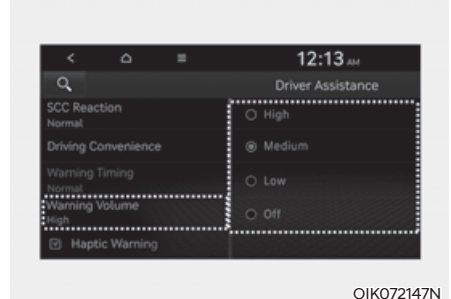 12:13 AM
Driver Assistance
SCC Reaction
Normal
Driving Convenience
Warning Timing
Normal
Warning Volume
High
Haptic Warning
High
Medium
Low
Off
OIK072147N